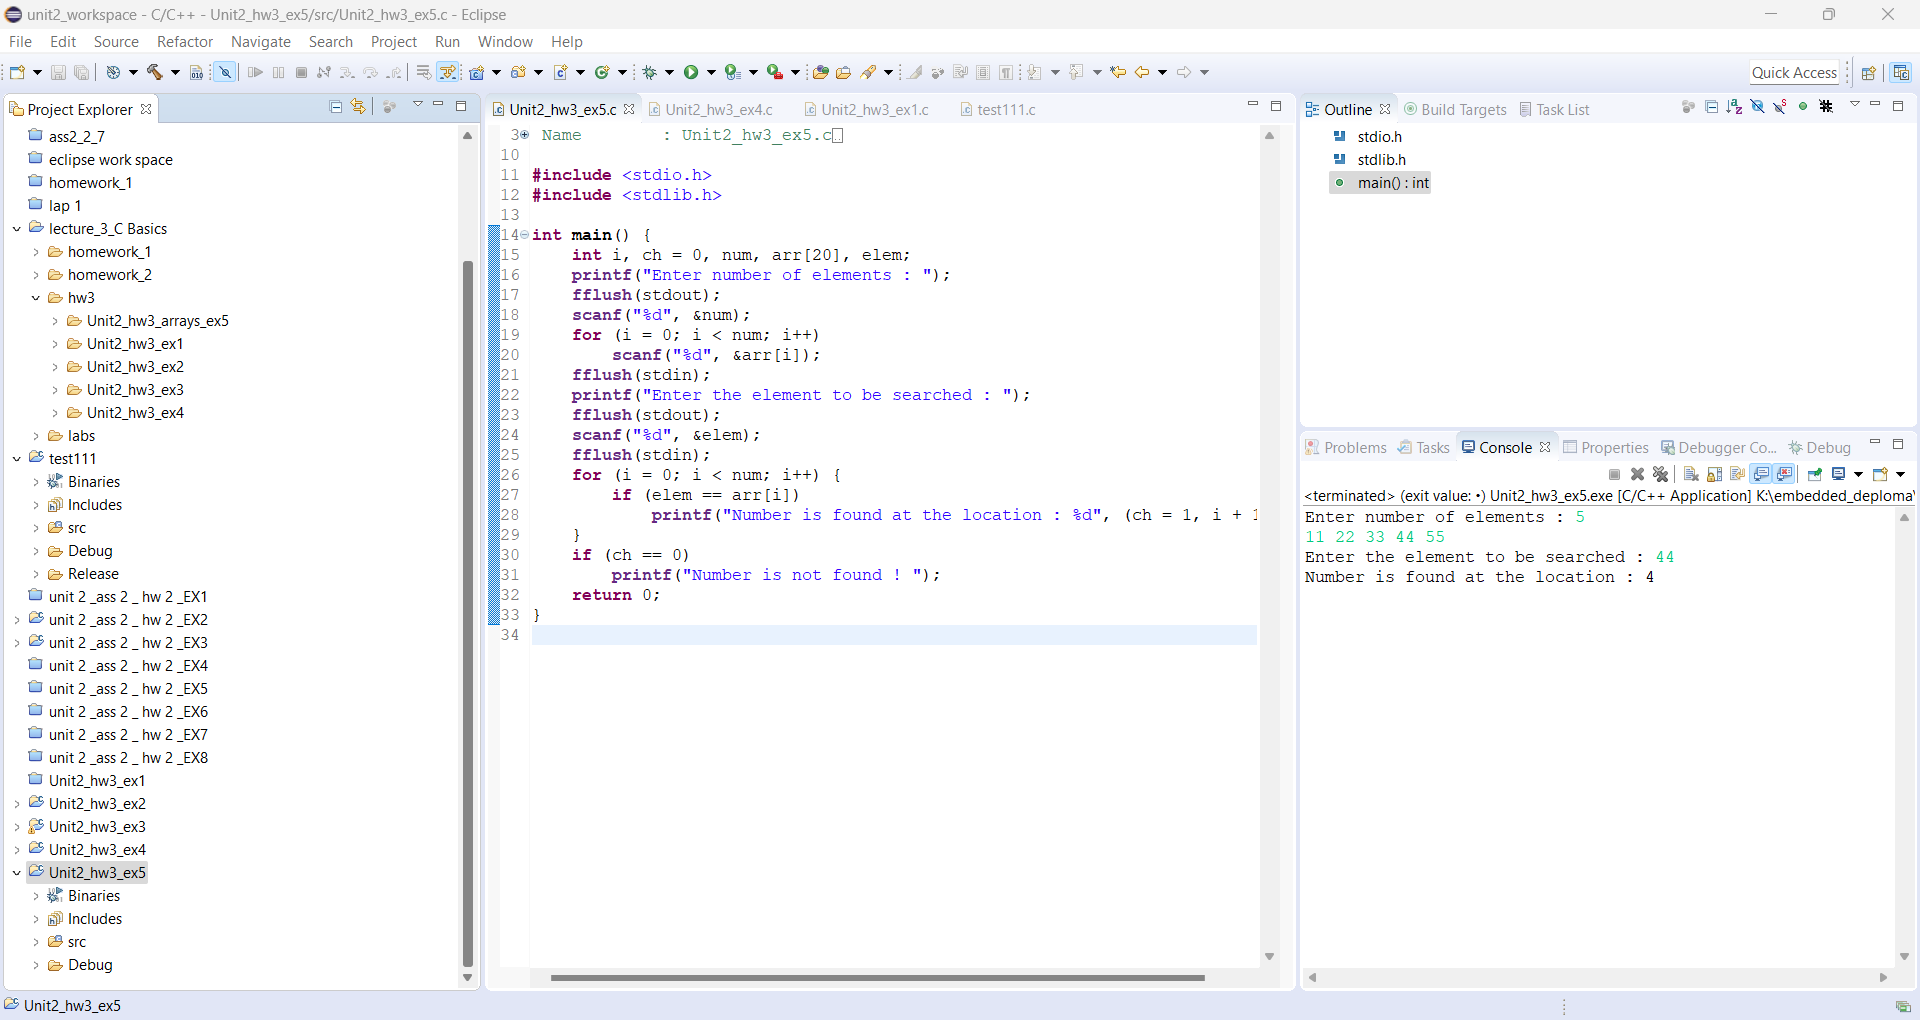 unit2_workspace - C/C++ - Unit2_hw3_ex5/src/Unit2_hw3_ex5.c - Eclipse
File Edit Source Refactor Navigate Search Project Run Window Help
Quick Access
Project Explorer
ass2_2_7
eclipse work space
homework_1
lap 1
lecture_3_C Basics
homework_1
homework_2
hw3
Unit2_hw3_arrays_ex5
Unit2_hw3_ex1
Unit2_hw3_ex2
Unit2_hw3_ex3
Unit2_hw3_ex4
labs
test111
Binaries
Includes
src
Debug
Release
unit 2 _ass 2 _ hw 2 _EX1
unit 2 _ass 2 _ hw 2 _EX2
unit 2 _ass 2 _ hw 2 _EX3
unit 2 _ass 2 _ hw 2 _EX4
unit 2 _ass 2 _ hw 2 _EX5
unit 2 _ass 2 _ hw 2 _EX6
unit 2 _ass 2 _ hw 2 _EX7
unit 2 _ass 2 _ hw 2 _EX8
Unit2_hw3_ex1
Unit2_hw3_ex2
Unit2_hw3_ex3
Unit2_hw3_ex4
Unit2_hw3_ex5
Binaries
Includes
src
Debug
Unit2_hw3_ex5.c Unit2_hw3_ex4.c Unit2_hw3_ex1.c test111.c
3 Name : Unit2_hw3_ex5.c
10
11 #include <stdio.h>
12 #include <stdlib.h>
13
14 int main() {
15 int i, ch = 0, num, arr[20], elem;
16 printf("Enter number of elements : ");
17 fflush(stdout);
18 scanf("%d", &num);
19 for (i = 0; i < num; i++)
20 scanf("%d", &arr[i]);
21 fflush(stdin);
22 printf("Enter the element to be searched : ");
23 fflush(stdout);
24 scanf("%d", &elem);
25 fflush(stdin);
26 for (i = 0; i < num; i++) {
27 if (elem == arr[i])
28 printf("Number is found at the location : %d", (ch = 1, i + 1
29 }
30 if (ch == 0)
31 printf("Number is not found ! ");
32 return 0;
33 }
34
Outline Build Targets Task List
stdio.h
stdlib.h
main() : int
Problems Tasks Console Properties Debugger Co... Debug
<terminated> (exit value: •) Unit2_hw3_ex5.exe [C/C++ Application] K:\embedded_deploma\
Enter number of elements : 5
11 22 33 44 55
Enter the element to be searched : 44
Number is found at the location : 4
Unit2_hw3_ex5